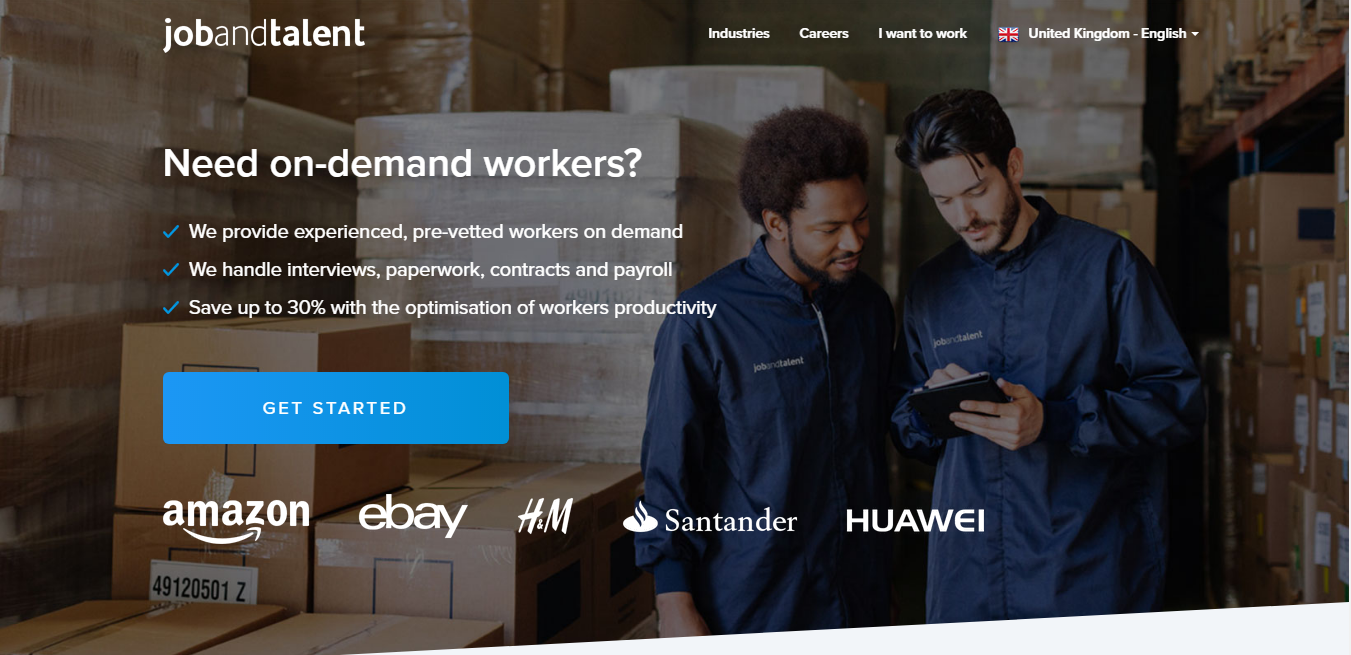 jobandtalent
Industries Careers I want to work United Kingdom - English
Need on-demand workers?
We provide experienced, pre-vetted workers on demand
We handle interviews, paperwork, contracts and payroll
Save up to 30% with the optimisation of workers productivity
jobandtalent
jobandtalent
GET STARTED
amazon ebay H&M Santander HUAWEI
49120501 Z